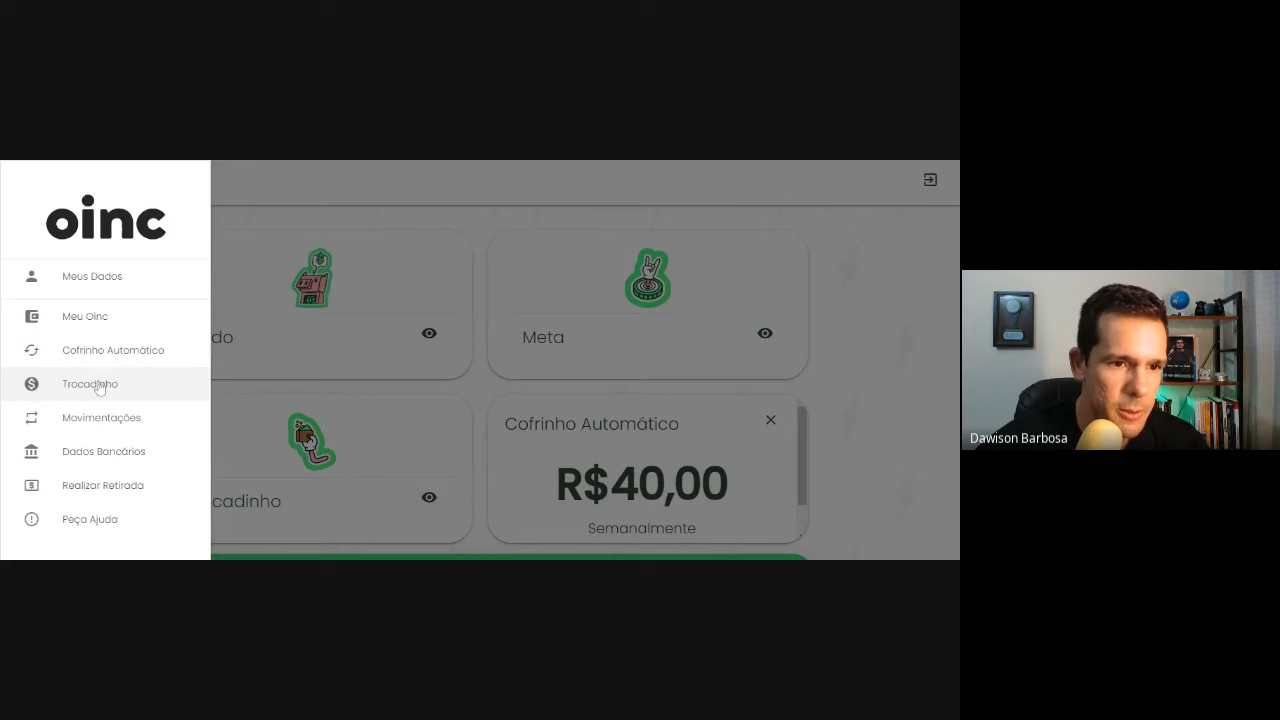 oinc
Meus Dados
Meu Oinc
Cofrinho Automático
Trocadinho
Movimentações
Dados Bancários
Realizar Retirada
Peça Ajuda
do
Meta
cadinho
Cofrinho Automático
R$40,00
Semanalmente
Dawison Barbosa